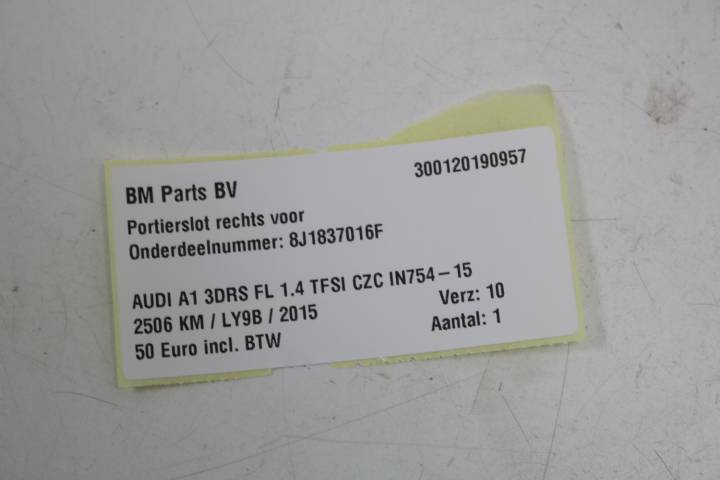 BM Parts BV
300120190957
Portierslot rechts voor
Onderdeelnummer: 8J1837016F
AUDI A1 3DRS FL 1.4 TFSI CZC IN754-15
2506 KM / LY9B / 2015
Verz: 10
50 Euro incl. BTW
Aantal: 1